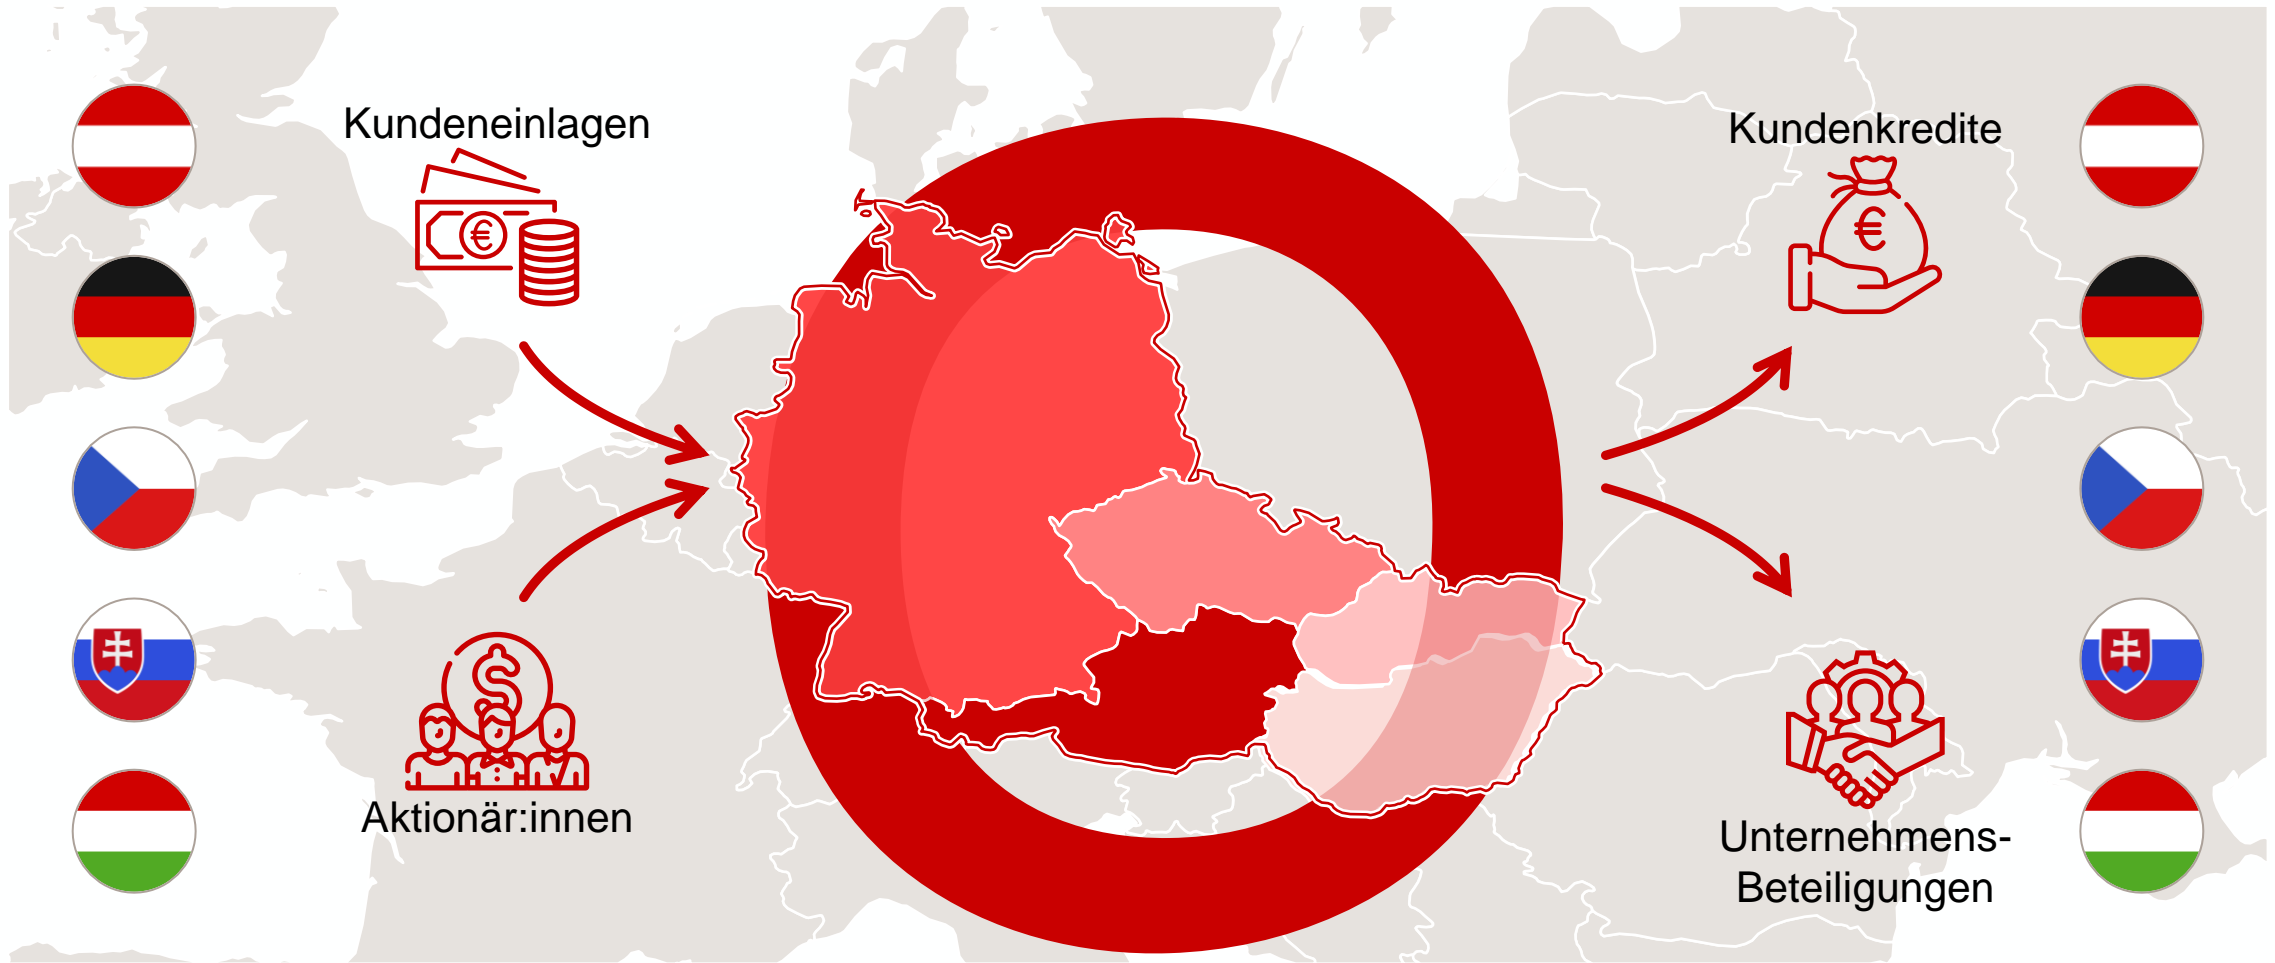 Kundeneinlagen
€
$
Aktionär:innen
Kundenkredite
€
Unternehmens-
Beteiligungen